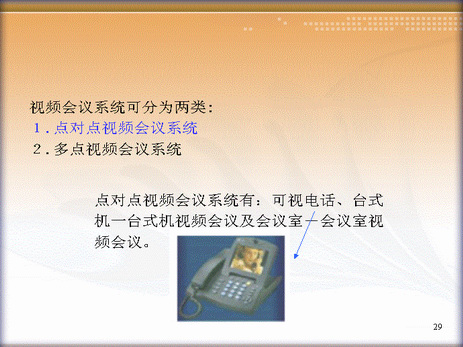 视频会议系统可分为两类:
1.点对点视频会议系统
2.多点视频会议系统
点对点视频会议系统有：可视电话、台式
机－台式机视频会议及会议室－会议室视
频会议。
29